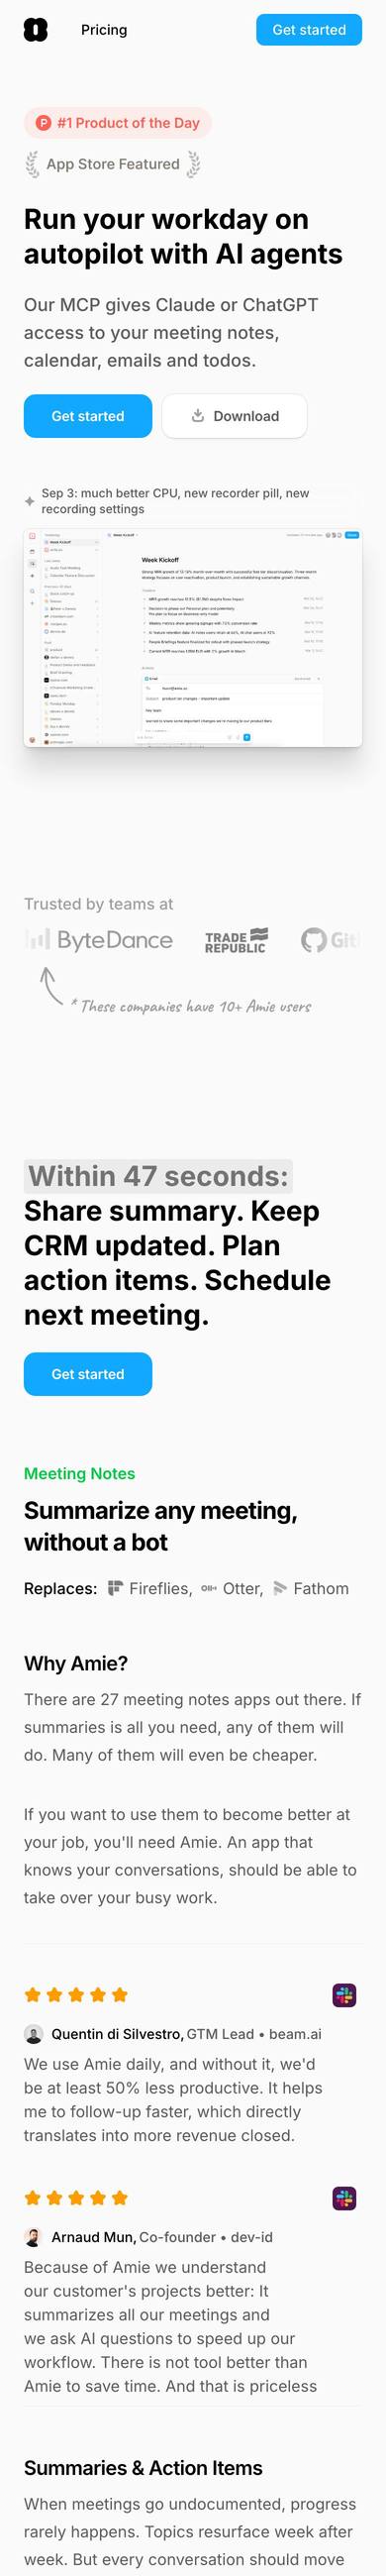 Pricing
Get started
#1 Product of the Day
App Store Featured
Run your workday on
autopilot with AI agents
Our MCP gives Claude or ChatGPT
access to your meeting notes,
calendar, emails and todos.
Get started
Download
Sep 3: much better CPU, new recorder pill, new
recording settings
Week Kickoff
Week Kickoff
Week Kickoff
Trusted by teams at
ByteDance
TRADE
REPUBLIC
* These companies have 10+ Amie users
Within 47 seconds:
Share summary. Keep
CRM updated. Plan
action items. Schedule
next meeting.
Get started
Meeting Notes
Summarize any meeting,
without a bot
Replaces: Fireflies, Otter, Fathom
Why Amie?
There are 27 meeting notes apps out there. If
summaries is all you need, any of them will
do. Many of them will even be cheaper.
If you want to use them to become better at
your job, you'll need Amie. An app that
knows your conversations, should be able to
take over your busy work.
Quentin di Silvestro, GTM Lead • beam.ai
We use Amie daily, and without it, we'd
be at least 50% less productive. It helps
me to follow-up faster, which directly
translates into more revenue closed.
Arnaud Mun, Co-founder • dev-id
Because of Amie we understand
our customer's projects better: It
summarizes all our meetings and
we ask AI questions to speed up our
workflow. There is not tool better than
Amie to save time. And that is priceless
Summaries & Action Items
When meetings go undocumented, progress
rarely happens. Topics resurface week after
week. But every conversation should move